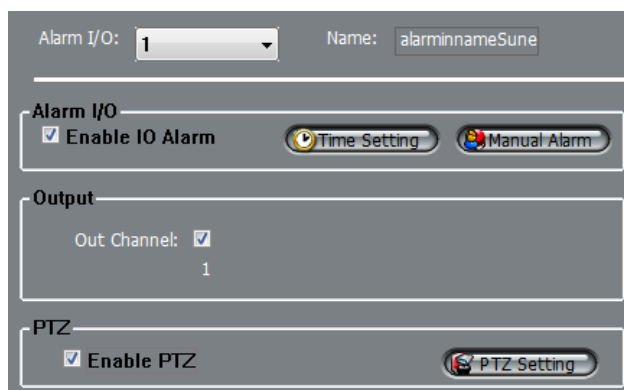 Alarm I/O: 1 Name: alarminnameSune
Alarm I/O
Enable IO Alarm Time Setting Manual Alarm
Output
Out Channel:
1
PTZ
Enable PTZ PTZ Setting